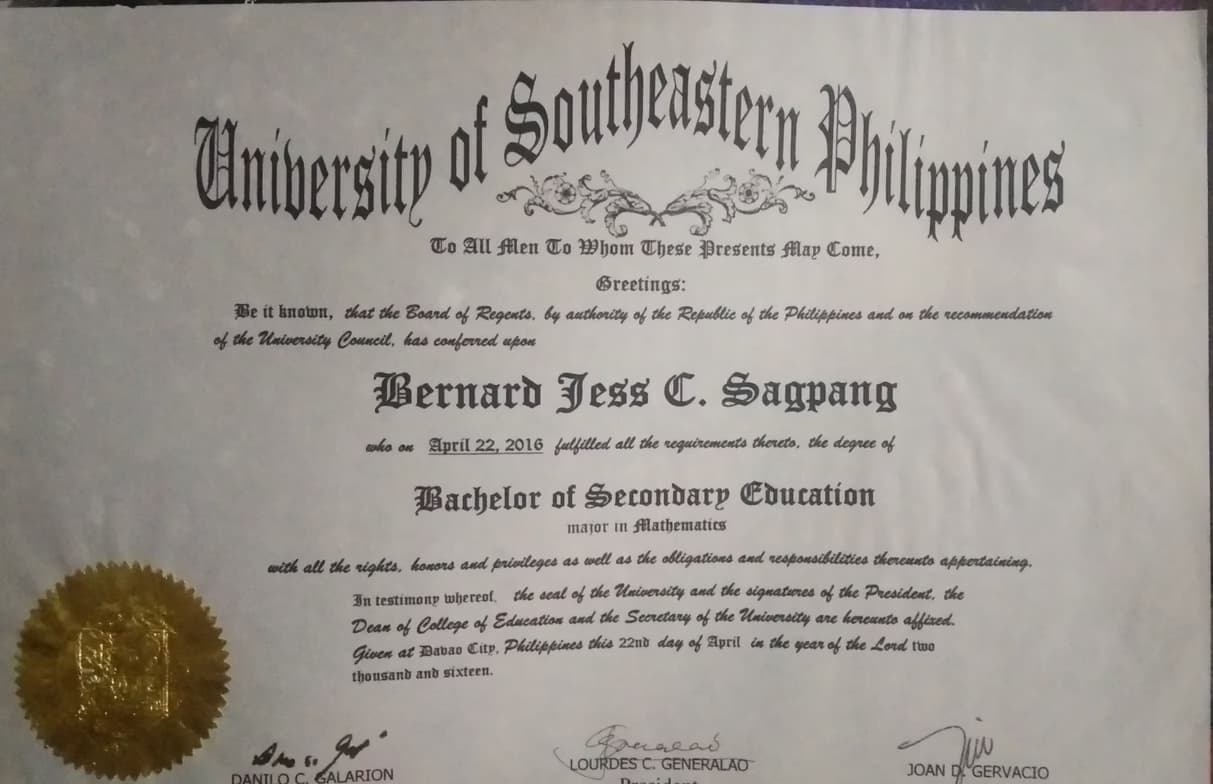 University of Southeastern Philippines
To All Men To Whom These Presents May Come,
Greetings:
Be it known, that the Board of Regents, by authority of the Republic of the Philippines and on the recommendation
of the University Council, has conferred upon
Bernard Jess C. Sagpang
who on April 22, 2016 fulfilled all the requirements thereto, the degree of
Bachelor of Secondary Education
major in Mathematics
with all the rights, honors and privileges as well as the obligations and responsibilities thereunto appertaining.
In testimony whereof, the seal of the University and the signatures of the President, the
Dean of College of Education and the Secretary of the University are hereunto affixed.
Given at Davao City, Philippines this 22nd day of April in the year of the Lord two
thousand and sixteen.
DANILO C. GALARION LOURDES C. GENERALAO JOAN D. GERVACIO
President